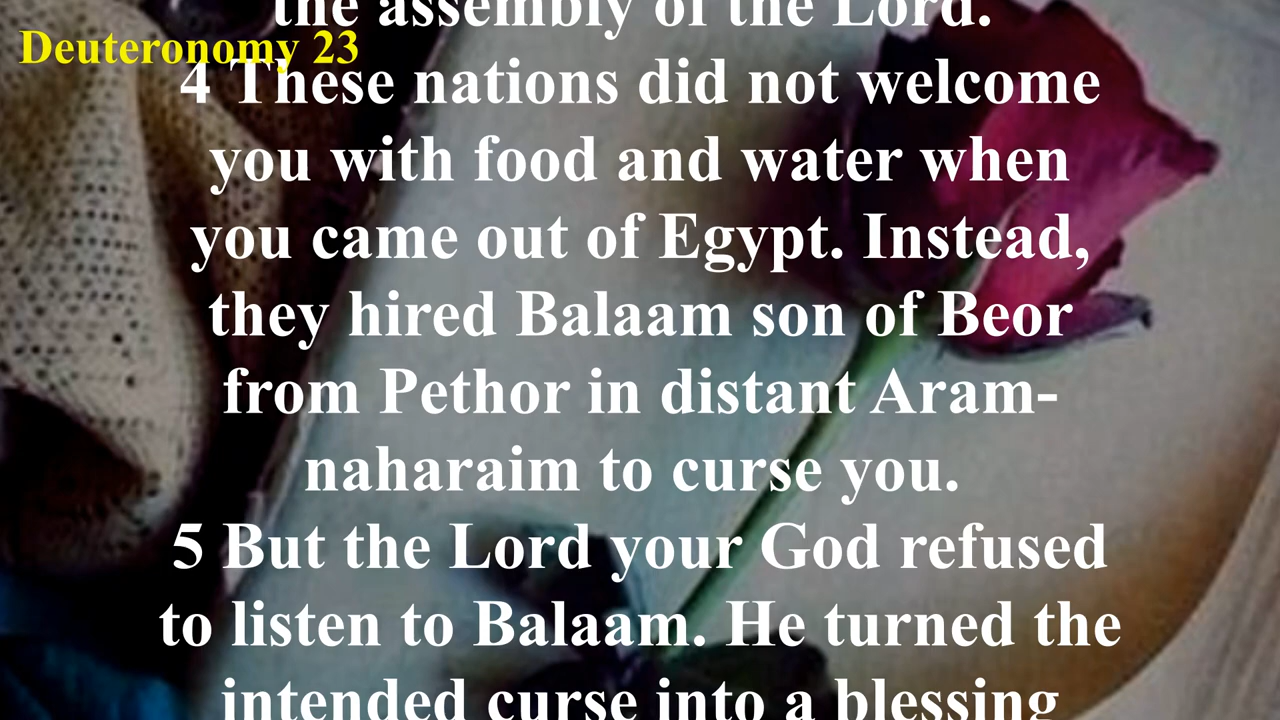 the assembly of the Lord.
Deuteronomy 23
4 These nations did not welcome
you with food and water when
you came out of Egypt. Instead,
they hired Balaam son of Beor
from Pethor in distant Aram-
naharaim to curse you.
5 But the Lord your God refused
to listen to Balaam. He turned the
intended curse into a blessing